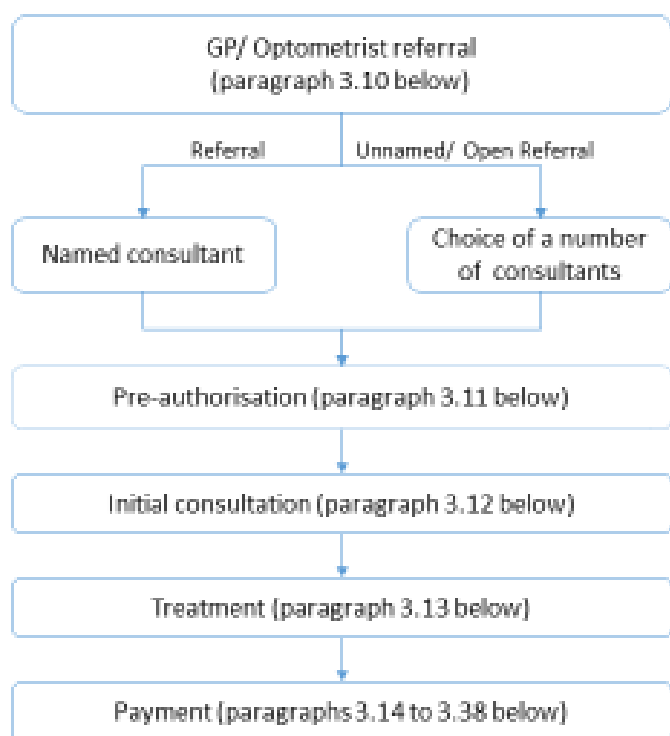 GP/ Optometrist referral
(paragraph 3.10 below)
Referral
Unnamed/ Open Referral
Named consultant
Choice of a number
of consultants
Pre-authorisation (paragraph 3.11 below)
Initial consultation (paragraph 3.12 below)
Treatment (paragraph 3.13 below)
Payment (paragraphs 3.14 to 3.38 below)